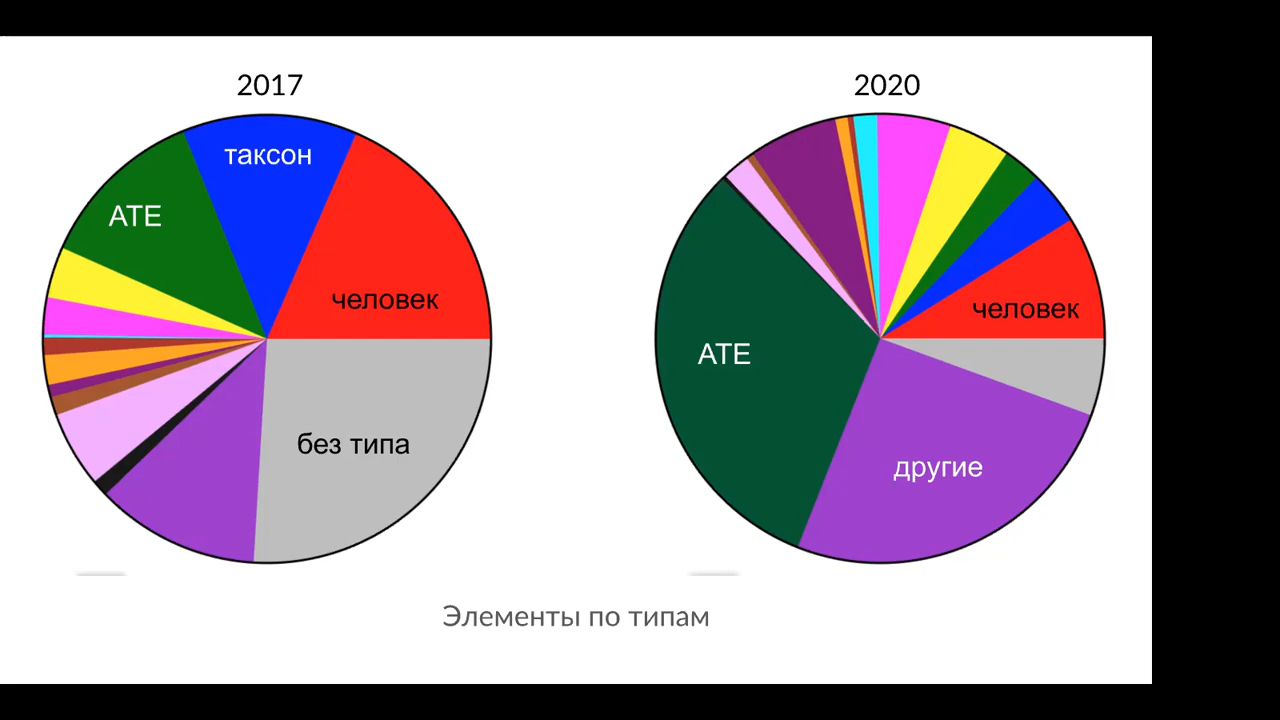 2017
2020
таксон
АТЕ
человек
без типа
человек
АТЕ
другие
Элементы по типам